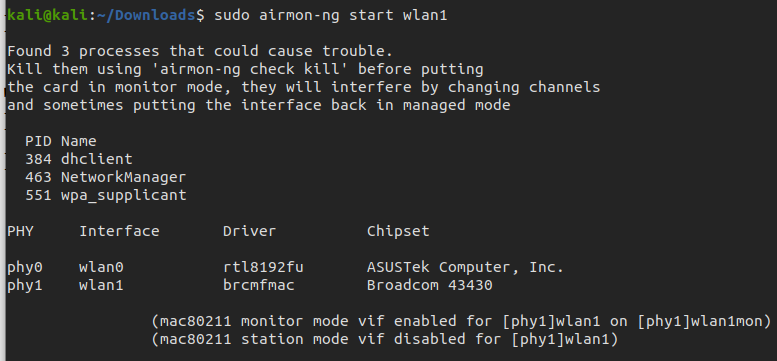 kali@kali:~/Downloads$ sudo airmon-ng start wlan1
Found 3 processes that could cause trouble.
Kill them using 'airmon-ng check kill' before putting
the card in monitor mode, they will interfere by changing channels
and sometimes putting the interface back in managed mode
PID Name
384 dhclient
463 NetworkManager
551 wpa_supplicant
PHY Interface Driver Chipset
phy0 wlan0 rtl8192fu ASUSTek Computer, Inc.
phy1 wlan1 brcmfmac Broadcom 43430
(mac80211 monitor mode vif enabled for [phy1]wlan1 on [phy1]wlan1mon)
(mac80211 station mode vif disabled for [phy1]wlan1)